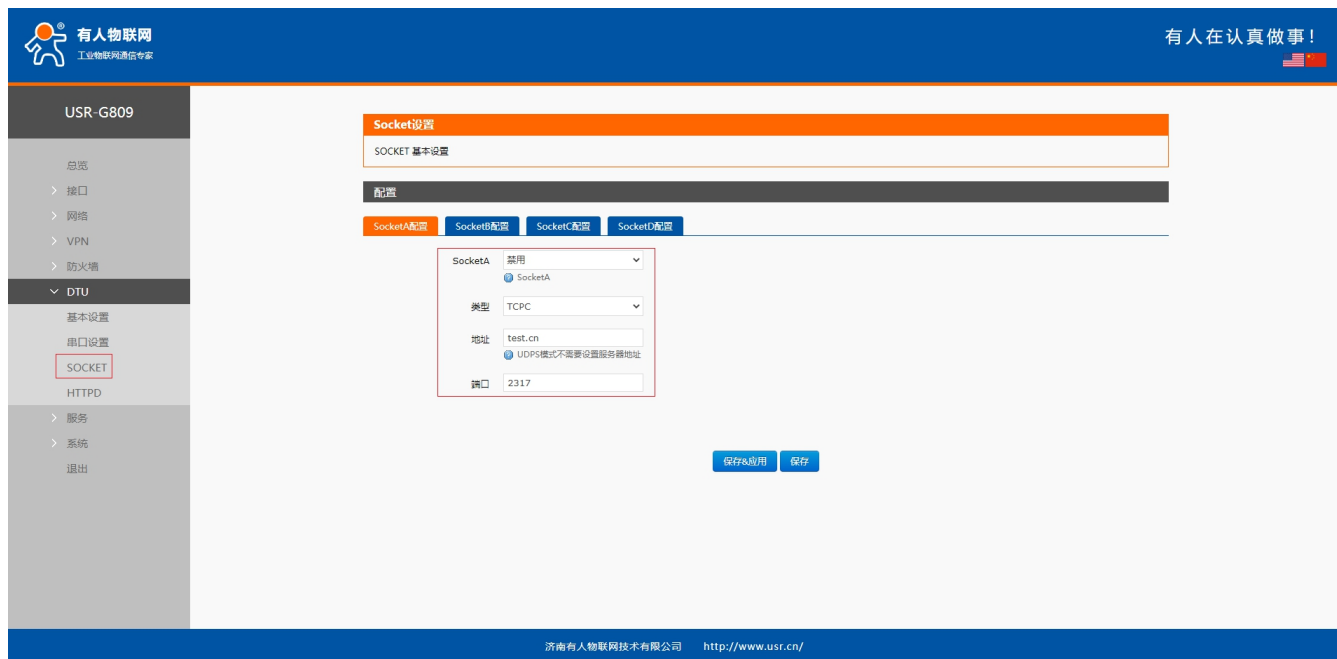 有人物联网
工业物联网通信专家
有人在认真做事！
USR-G809
总览
接口
网络
VPN
防火墙
DTU
基本设置
串口设置
SOCKET
HTTPD
服务
系统
退出
Socket设置
SOCKET 基本设置
配置
SocketA配置 SocketB配置 SocketC配置 SocketD配置
SocketA 禁用
SocketA
类型 TCPC
地址 test.cn
UDPS模式不需要设置服务器地址
端口 2317
保存&应用 保存
济南有人物联网技术有限公司 http://www.usr.cn/